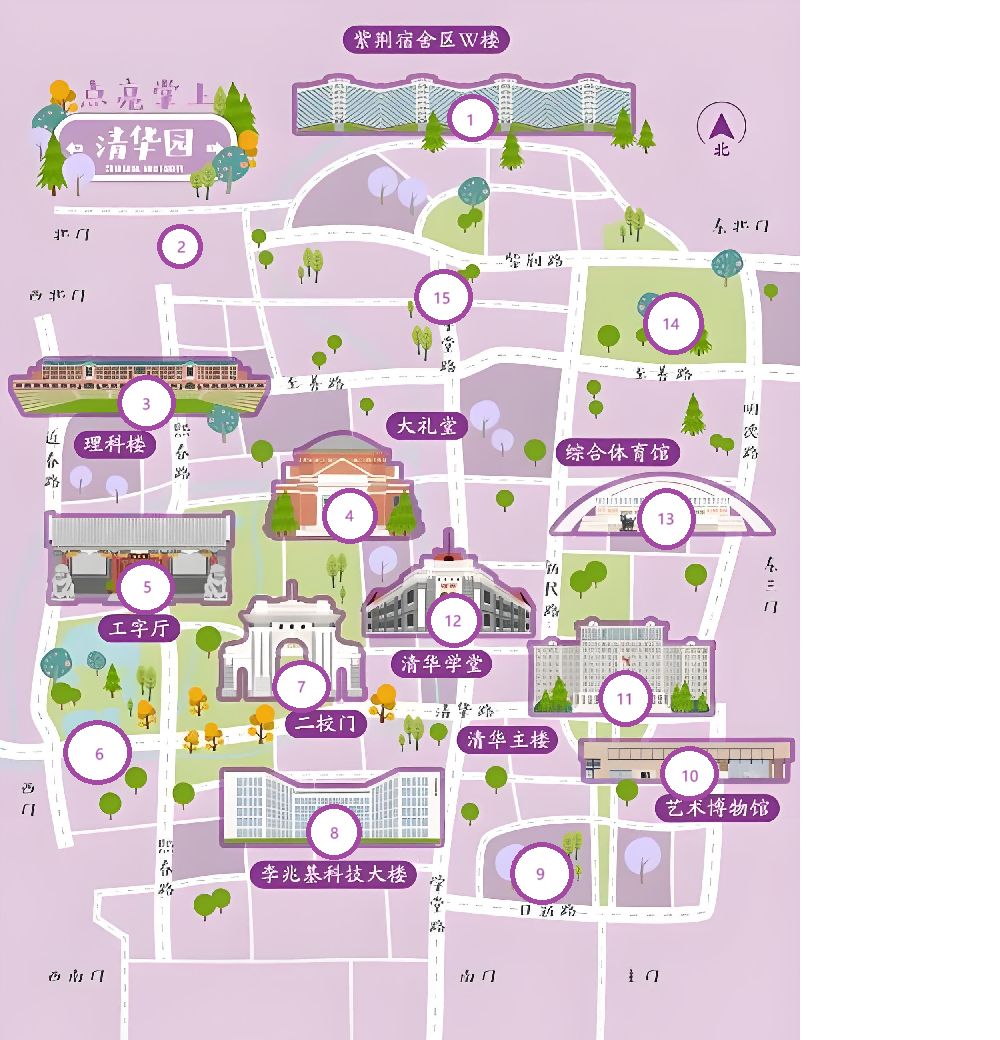 紫荆宿舍区W楼
1
点亮掌上
清华园
TSINGHUA UNIVERSITY
北
北门
2
东北门
紫荆路
西北门
15
14
学堂路
至善路
至善路
3
理科楼
近春路
熙春路
大礼堂
明德路
综合体育馆
4
13
5
工字厅
12
清华学堂
新民路
东三门
7
二校门
11
清华路
清华主楼
6
10
艺术博物馆
西门
8
李兆基科技大楼
熙春路
9
学堂路
日新路
西南门
南门
主门